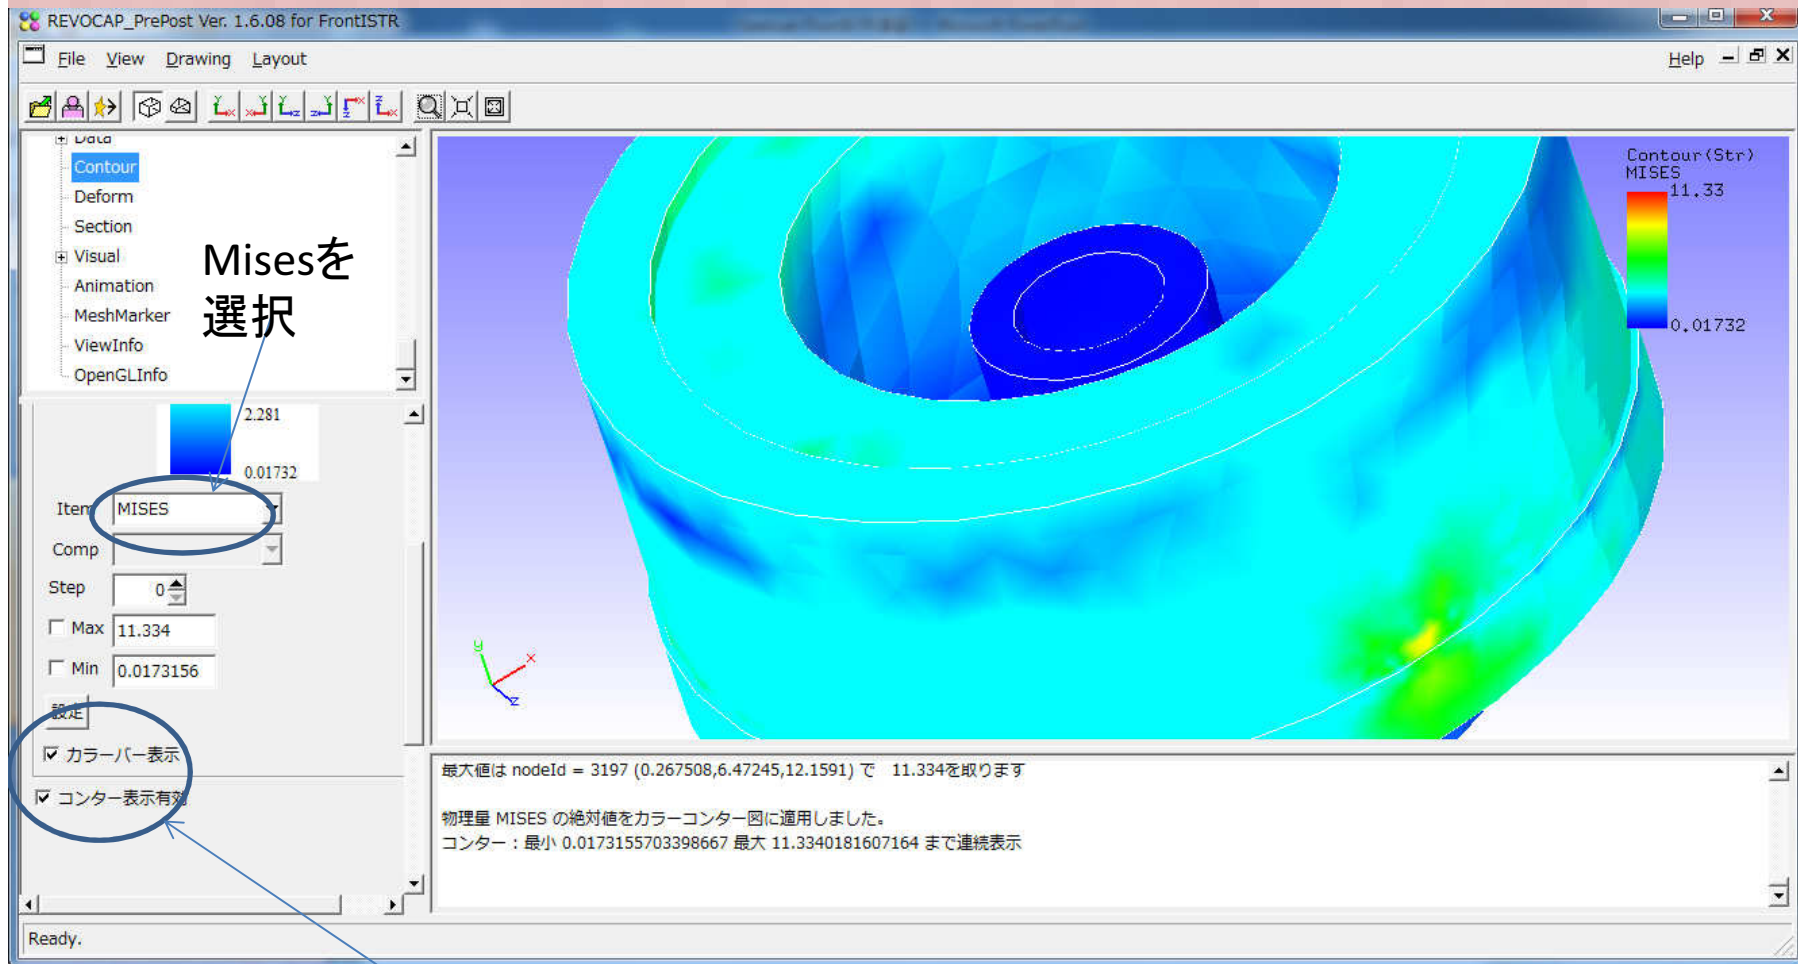 REVOCAP_PrePost Ver. 1.6.08 for FrontISTR
File View Drawing Layout Help
Data
Contour
Deform
Section
Visual
Animation
MeshMarker
ViewInfo
OpenGLInfo
Misesを
選択
2.281
0.01732
Item MISES
Comp
Step 0
Max 11.334
Min 0.0173156
設定
カラーバー表示
コンター表示有効
Contour(Str)
MISES
11.33
0.01732
y
x
z
最大値は nodeId = 3197 (0.267508,6.47245,12.1591) で 11.334を取ります
物理量 MISES の絶対値をカラーコンター図に適用しました。
コンター：最小 0.0173155703398667 最大 11.3340181607164 まで連続表示
Ready.